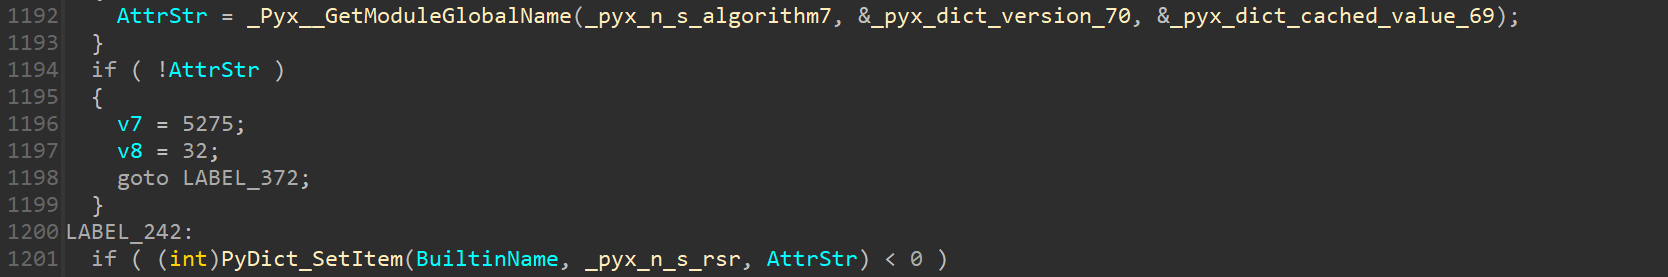 1192 AttrStr = _Pyx__GetModuleGlobalName(_pyx_n_s_algorithm7, &_pyx_dict_version_70, &_pyx_dict_cached_value_69);
1193 }
1194 if ( !AttrStr )
1195 {
1196 v7 = 5275;
1197 v8 = 32;
1198 goto LABEL_372;
1199 }
1200 LABEL_242:
1201 if ( (int)PyDict_SetItem(BuiltinName, _pyx_n_s_rsr, AttrStr) < 0 )